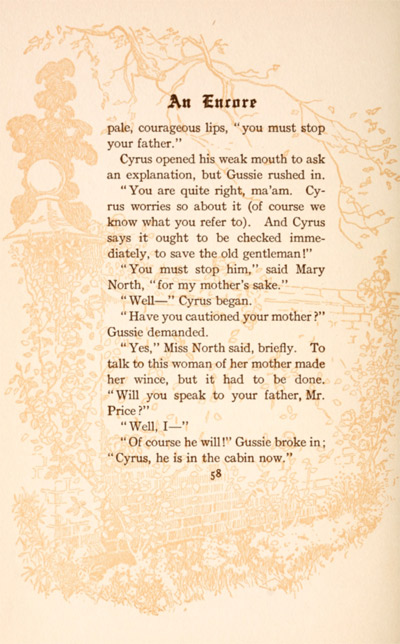 An Encore
pale, courageous lips, "you must stop
your father."
Cyrus opened his weak mouth to ask
an explanation, but Gussie rushed in.
"You are quite right, ma'am. Cy-
rus worries so about it (of course we
know what you refer to). And Cyrus
says it ought to be checked imme-
diately, to save the old gentleman!"
"You must stop him," said Mary
North, "for my mother's sake."
"Well—" Cyrus began.
"Have you cautioned your mother?"
Gussie demanded.
"Yes," Miss North said, briefly. To
talk to this woman of her mother made
her wince, but it had to be done.
"Will you speak to your father, Mr.
Price?"
"Well, I—"
"Of course he will!" Gussie broke in;
"Cyrus, he is in the cabin now."
58